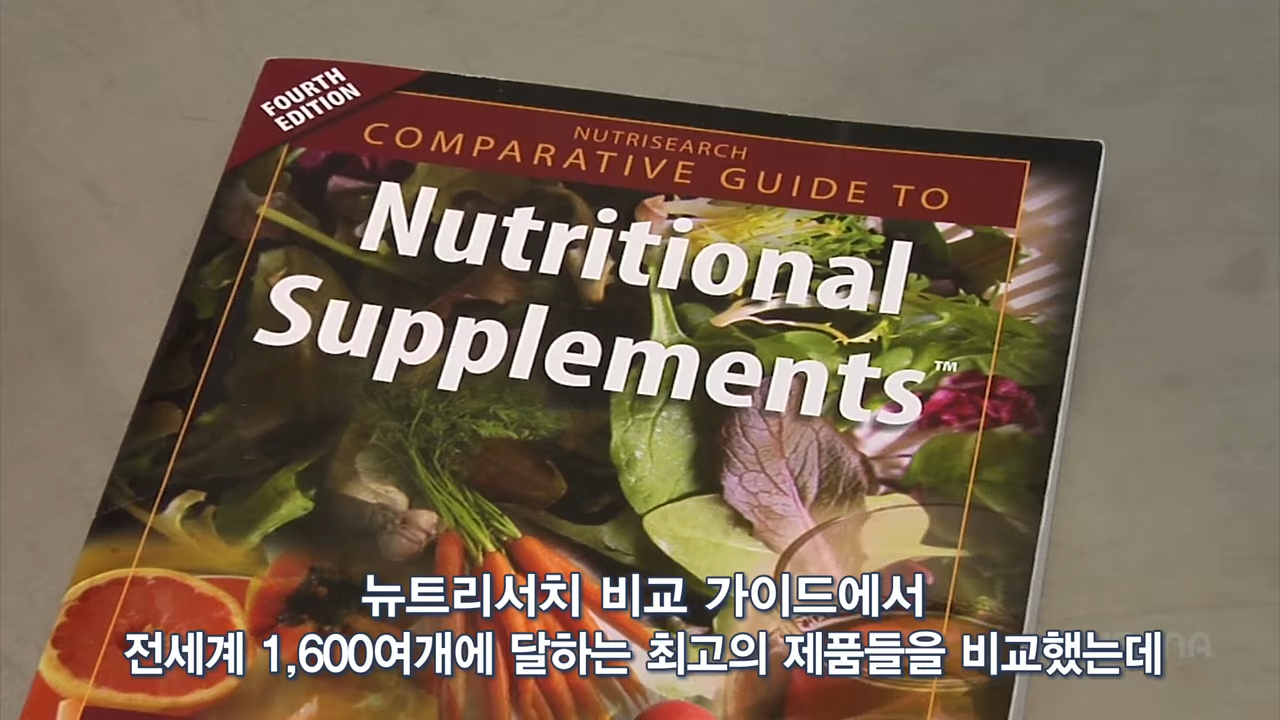 FOURTH
EDITION
NUTRISEARCH
COMPARATIVE GUIDE TO
Nutritional
Supplements™
뉴트리서치 비교 가이드에서
전세계 1,600여개에 달하는 최고의 제품들을 비교했는데